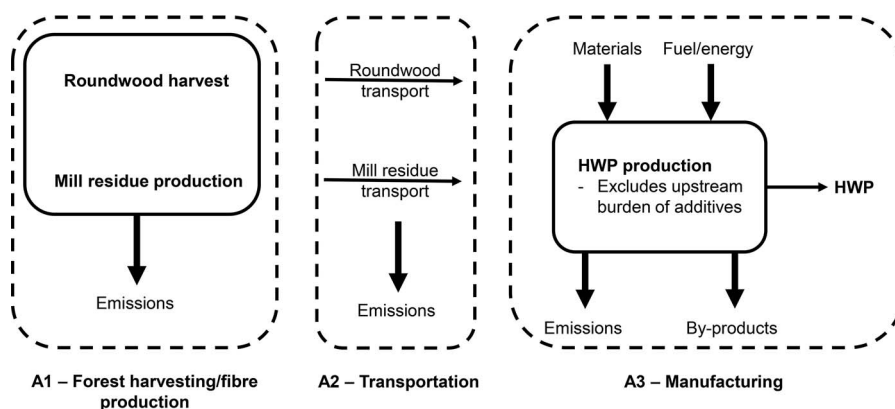 Roundwood harvest
Mill residue production
Emissions
A1 – Forest harvesting/fibre
production
Roundwood
transport
Mill residue
transport
Emissions
A2 – Transportation
Materials
Fuel/energy
HWP production
- Excludes upstream
burden of additives
HWP
Emissions
By-products
A3 – Manufacturing